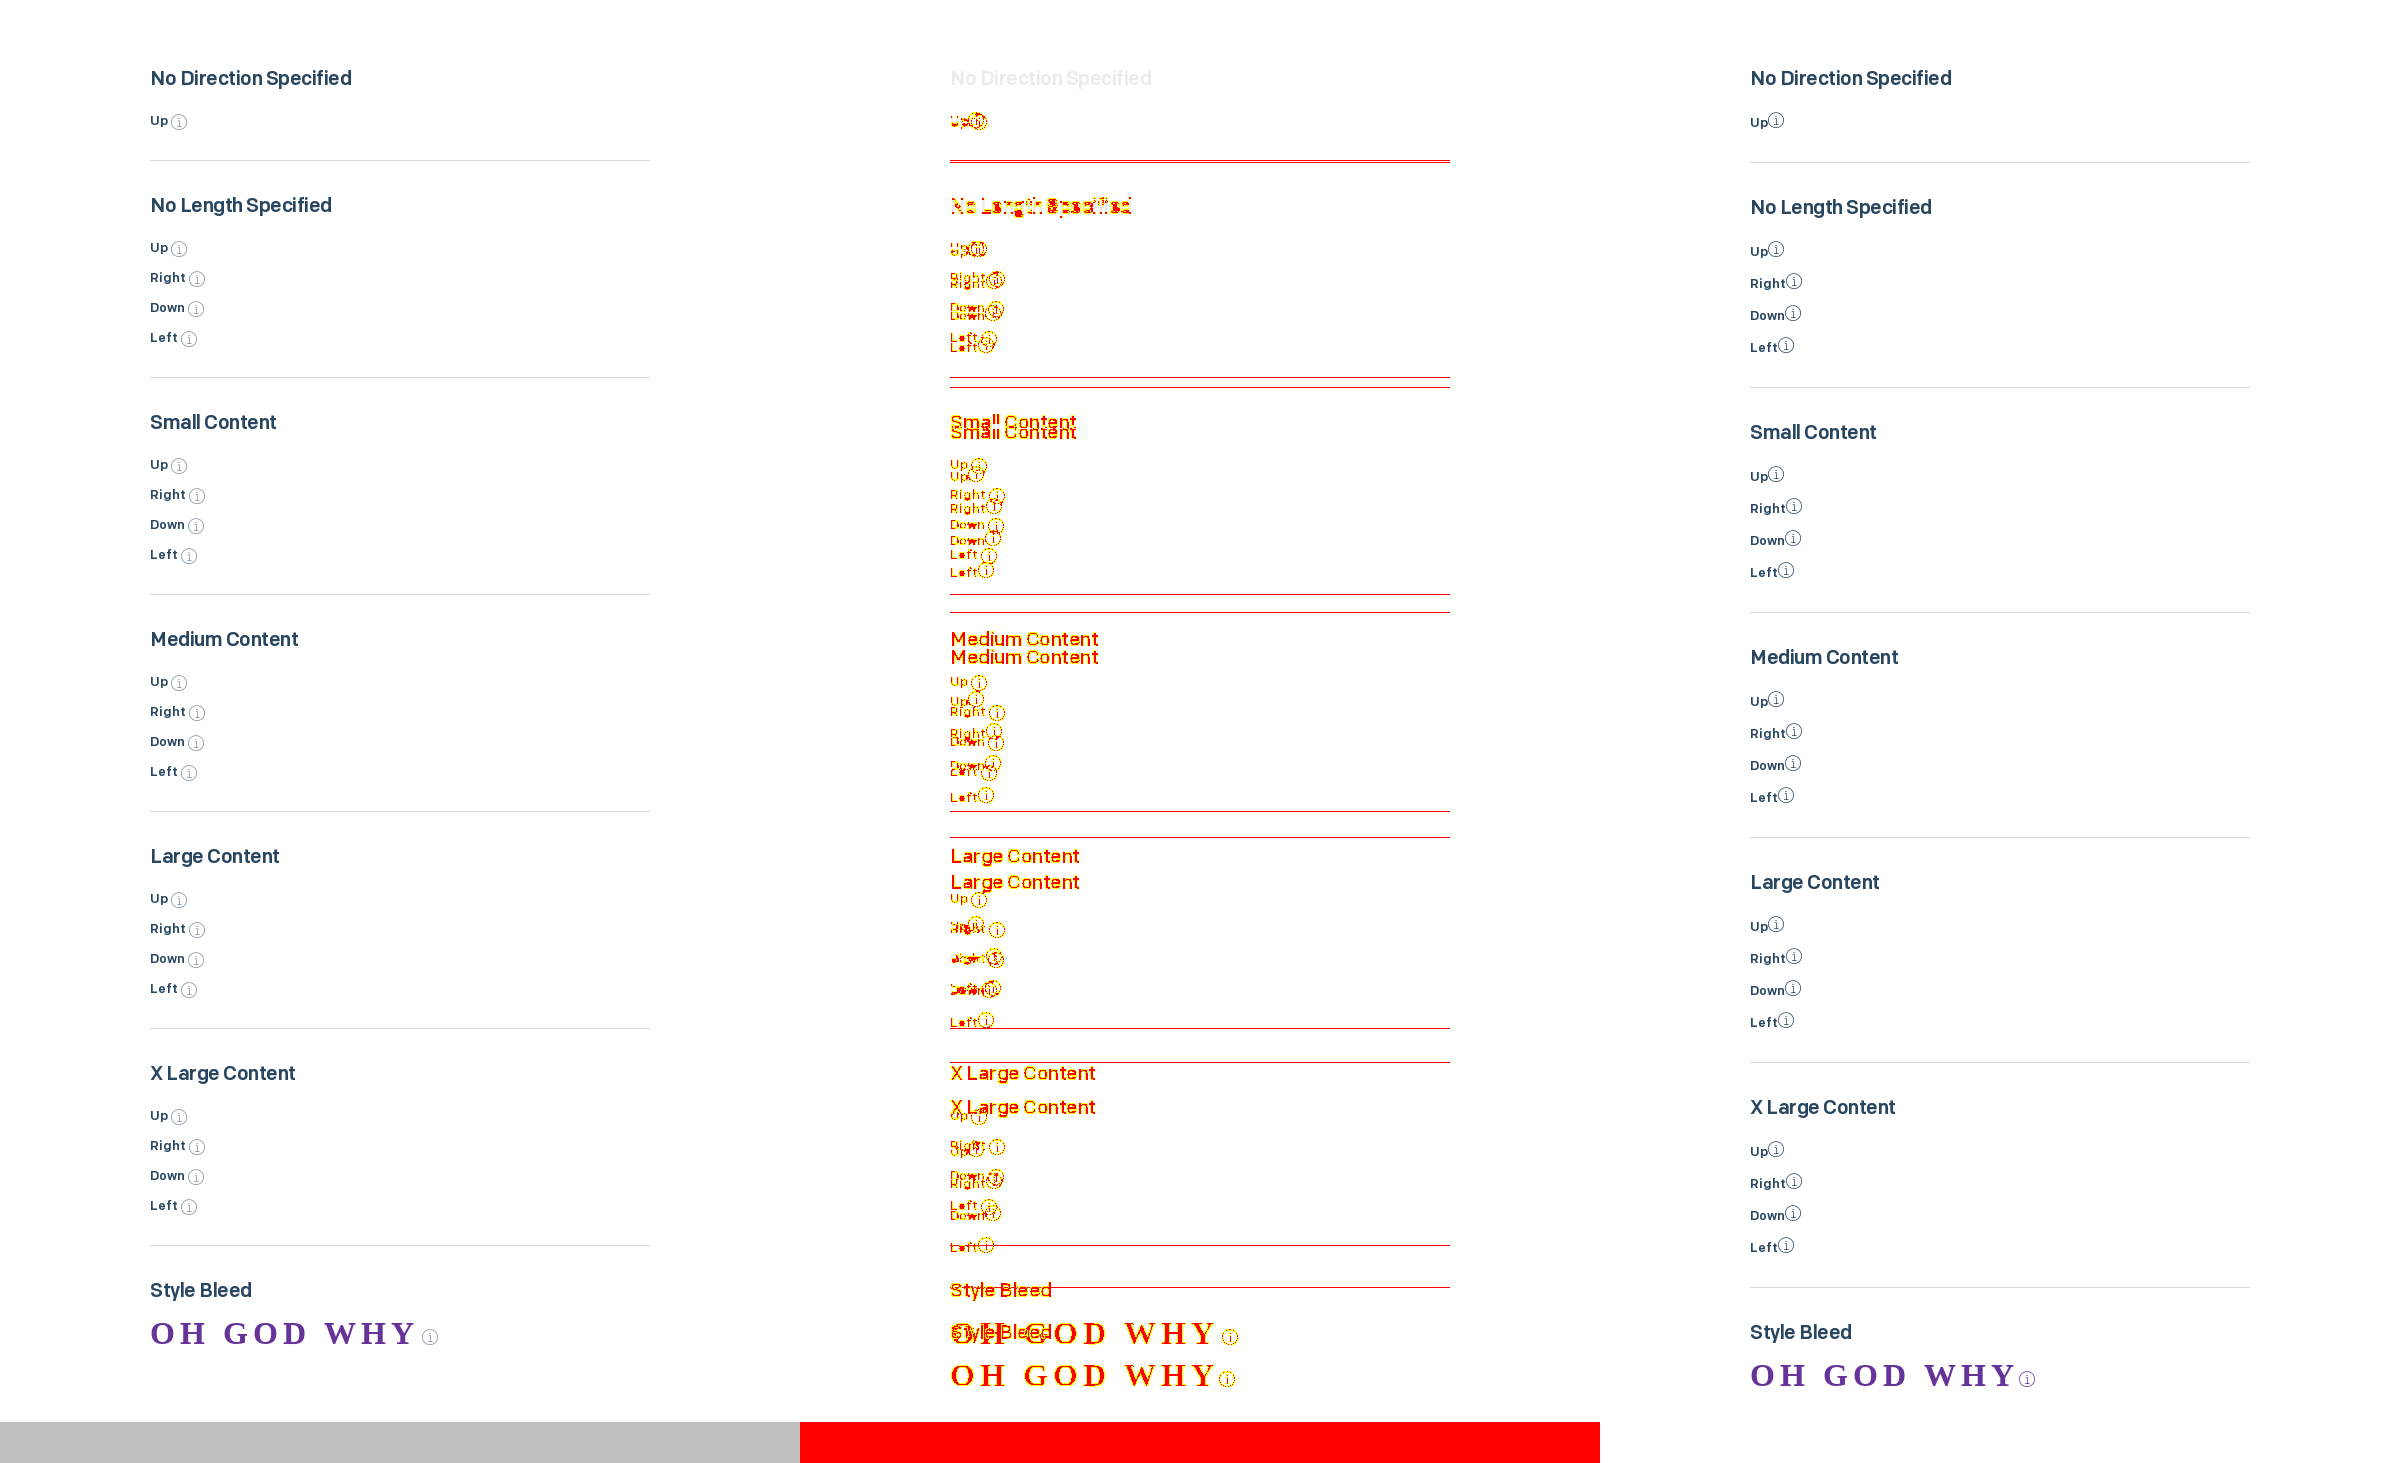 No Direction Specified
Up ⓘ
No Length Specified
Up ⓘ
Right ⓘ
Down ⓘ
Left ⓘ
Small Content
Up ⓘ
Right ⓘ
Down ⓘ
Left ⓘ
Medium Content
Up ⓘ
Right ⓘ
Down ⓘ
Left ⓘ
Large Content
Up ⓘ
Right ⓘ
Down ⓘ
Left ⓘ
X Large Content
Up ⓘ
Right ⓘ
Down ⓘ
Left ⓘ
Style Bleed
OH GOD WHY ⓘ
No Direction Specified
No Length Specified
Up
Right
Right
Down
Down
Left
Left
Small Content
Small Content
Up ⓘ
Up ⓘ
Right ⓘ
Right ⓘ
Down ⓘ
Down ⓘ
Left ⓘ
Left ⓘ
Medium Content
Medium Content
Up ⓘ
Up ⓘ
Right ⓘ
Right ⓘ
Down ⓘ
Down ⓘ
Left ⓘ
Left ⓘ
Large Content
Large Content
Up ⓘ
Left ⓘ
X Large Content
X Large Content
Up ⓘ
Right ⓘ
Up
Down
Right
Left
Down
Left ⓘ
Style Bleed
OH GOD WHY ⓘ
Style Bleed
OH GOD WHY ⓘ
No Direction Specified
Up ⓘ
No Length Specified
Up ⓘ
Right ⓘ
Down ⓘ
Left ⓘ
Small Content
Up ⓘ
Right ⓘ
Down ⓘ
Left ⓘ
Medium Content
Up ⓘ
Right ⓘ
Down ⓘ
Left ⓘ
Large Content
Up ⓘ
Right ⓘ
Down ⓘ
Left ⓘ
X Large Content
Up ⓘ
Right ⓘ
Down ⓘ
Left ⓘ
Style Bleed
OH GOD WHY ⓘ